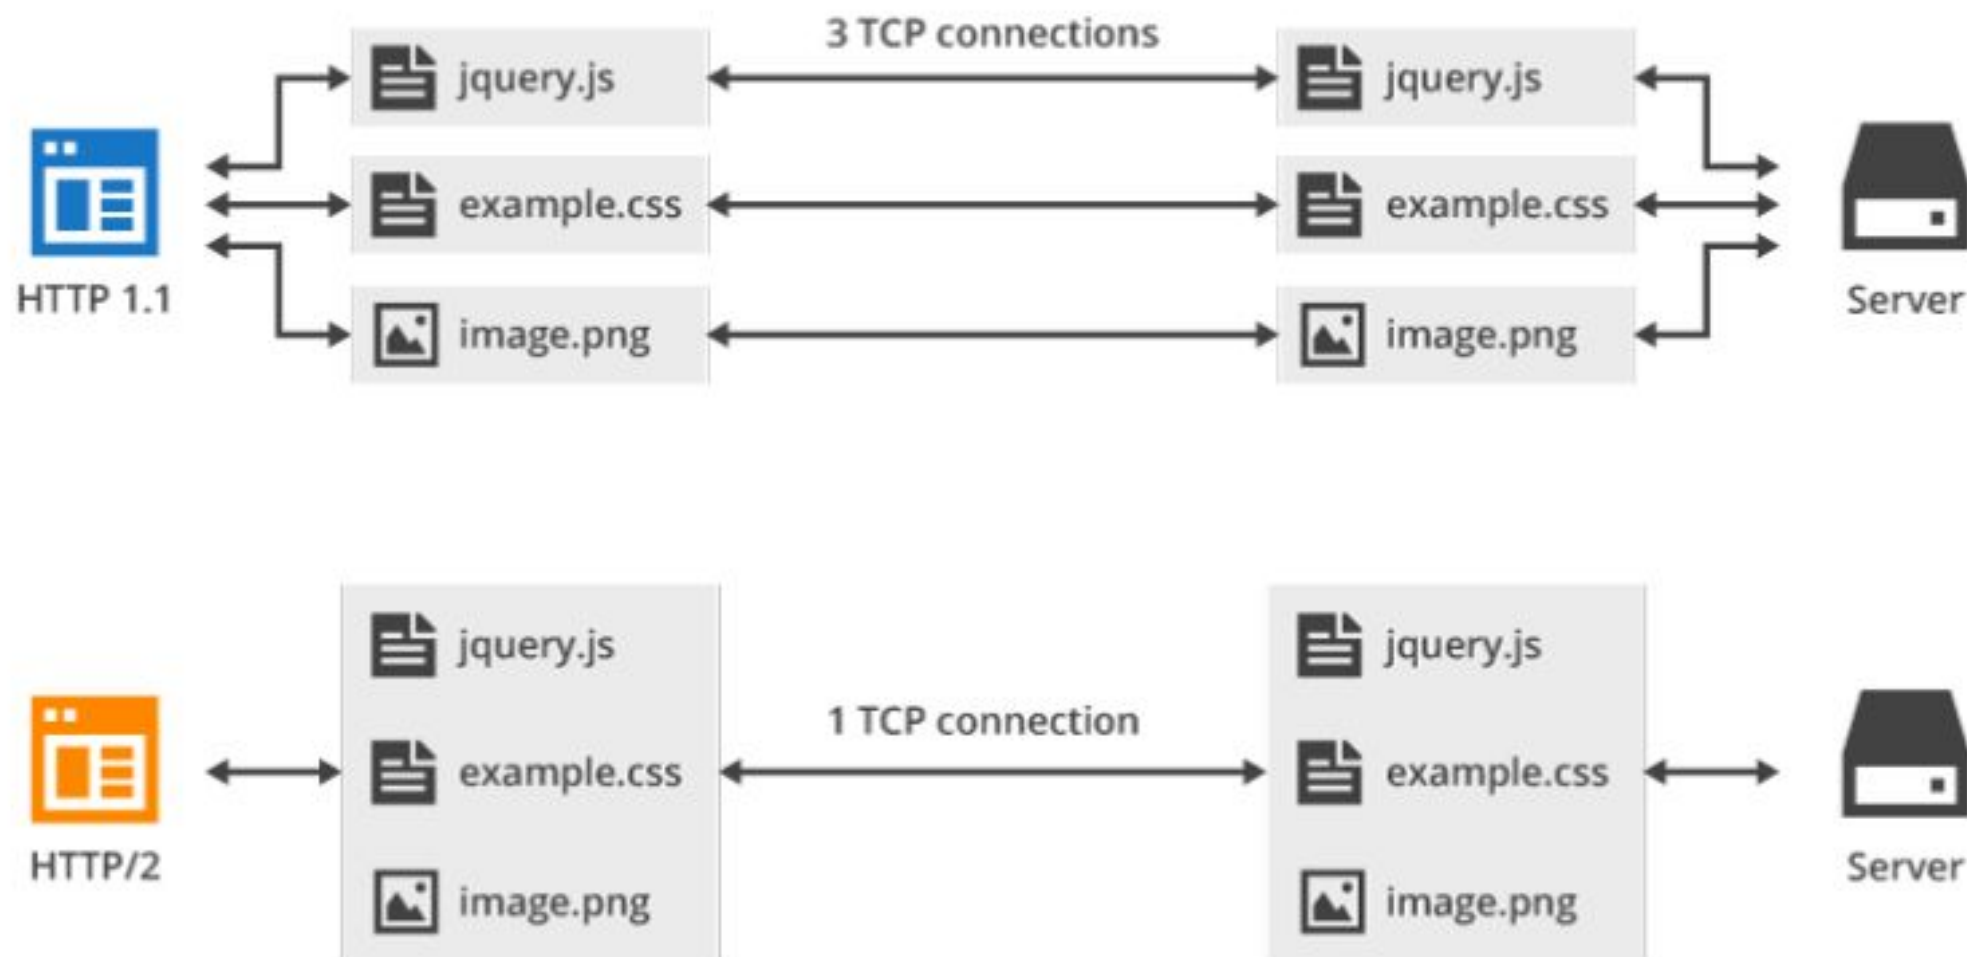 3 TCP connections
jquery.js
jquery.js
example.css
example.css
HTTP 1.1
Server
image.png
image.png
jquery.js
jquery.js
1 TCP connection
example.css
example.css
HTTP/2
Server
image.png
image.png